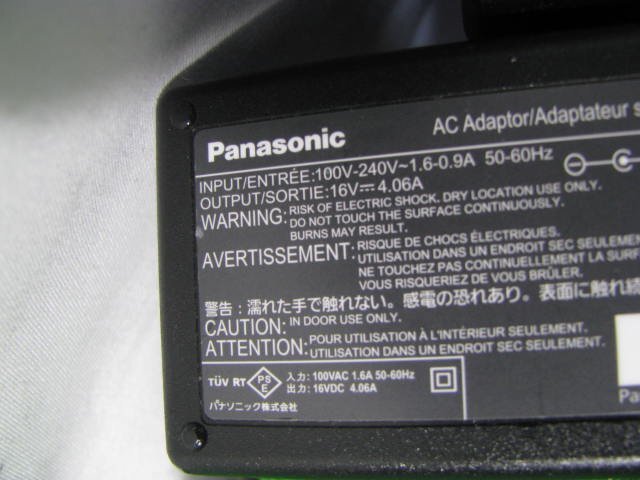 Panasonic
AC Adaptor/Adaptateur
INPUT/ENTRÉE:100V-240V~1.6-0.9A 50-60Hz
OUTPUT/SORTIE:16V⎓4.06A
WARNING: RISK OF ELECTRIC SHOCK. DRY LOCATION USE ONLY.
DO NOT TOUCH THE SURFACE CONTINUOUSLY.
BURNS MAY RESULT.
AVERTISSEMENT: RISQUE DE CHOCS ÉLECTRIQUES.
UTILISATION DANS UN ENDROIT SEC SEULEMEN
NE TOUCHEZ PAS CONTINUELLEMENT LA SURF
VOUS RISQUERIEZ DE VOUS BRÛLER.
警告:濡れた手で触れない。感電の恐れあり。表面に触れ続
CAUTION: IN DOOR USE ONLY.
ATTENTION: POUR UTILISATION À L'INTÉRIEUR SEULEMENT.
UTILISATION DANS UN ENDROIT SEC SEULEMENT.
TÜV RT PS E 入力: 100VAC 1.6A 50-60Hz
出力: 16VDC 4.06A
パナソニック株式会社
Pa